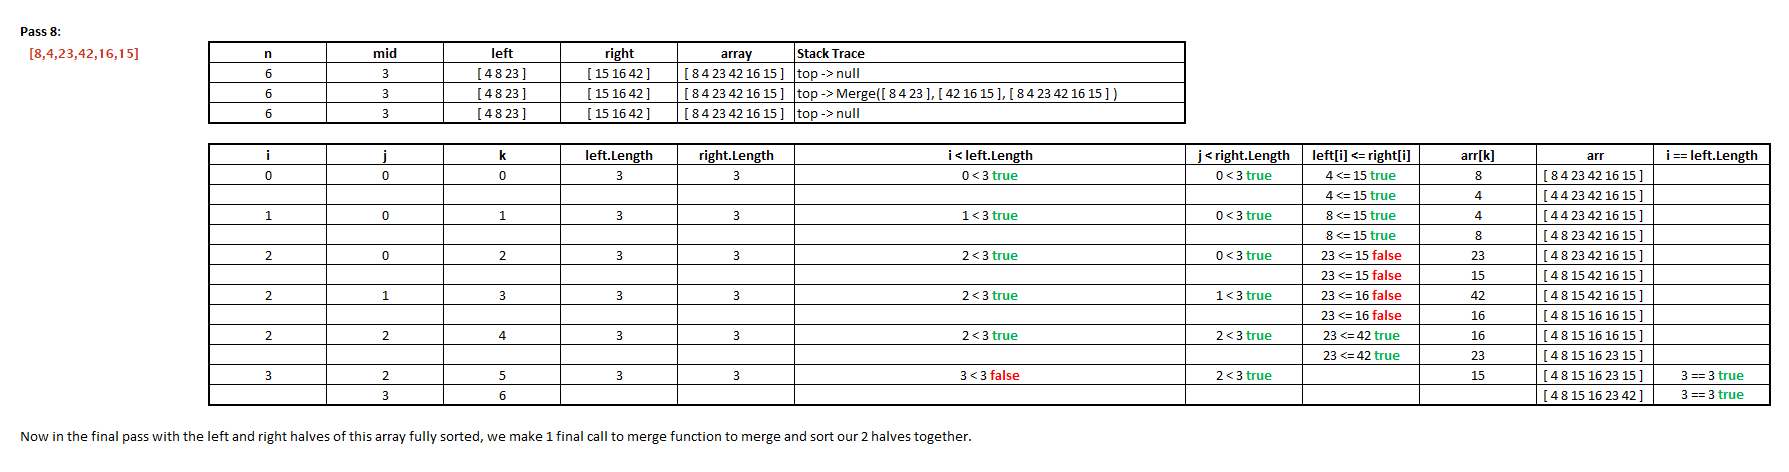 Pass 8:
[8,4,23,42,16,15]
n mid left right array Stack Trace
6 3 [ 4 8 23 ] [ 15 16 42 ] [ 8 4 23 42 16 15 ] top -> null
6 3 [ 4 8 23 ] [ 15 16 42 ] [ 8 4 23 42 16 15 ] top -> Merge([ 8 4 23 ], [ 42 16 15 ], [ 8 4 23 42 16 15 ] )
6 3 [ 4 8 23 ] [ 15 16 42 ] [ 8 4 23 42 16 15 ] top -> null
i j k left.Length right.Length i < left.Length j < right.Length left[i] <= right[i] arr[k] arr i == left.Length
0 0 0 3 3 0 < 3 true 0 < 3 true 4 <= 15 true 8 [ 8 4 23 42 16 15 ]
4 <= 15 true 4 [ 4 4 23 42 16 15 ]
1 0 1 3 3 1 < 3 true 0 < 3 true 8 <= 15 true 4 [ 4 4 23 42 16 15 ]
8 <= 15 true 8 [ 4 8 23 42 16 15 ]
2 0 2 3 3 2 < 3 true 0 < 3 true 23 <= 15 false 23 [ 4 8 23 42 16 15 ]
23 <= 15 false 15 [ 4 8 15 42 16 15 ]
2 1 3 3 3 2 < 3 true 1 < 3 true 23 <= 16 false 42 [ 4 8 15 42 16 15 ]
23 <= 16 false 16 [ 4 8 15 16 16 15 ]
2 2 4 3 3 2 < 3 true 2 < 3 true 23 <= 42 true 16 [ 4 8 15 16 16 15 ]
23 <= 42 true 23 [ 4 8 15 16 23 15 ]
3 2 5 3 3 3 < 3 false 2 < 3 true 15 [ 4 8 15 16 23 15 ] 3 == 3 true
3 6 [ 4 8 15 16 23 42 ] 3 == 3 true
Now in the final pass with the left and right halves of this array fully sorted, we make 1 final call to merge function to merge and sort our 2 halves together.